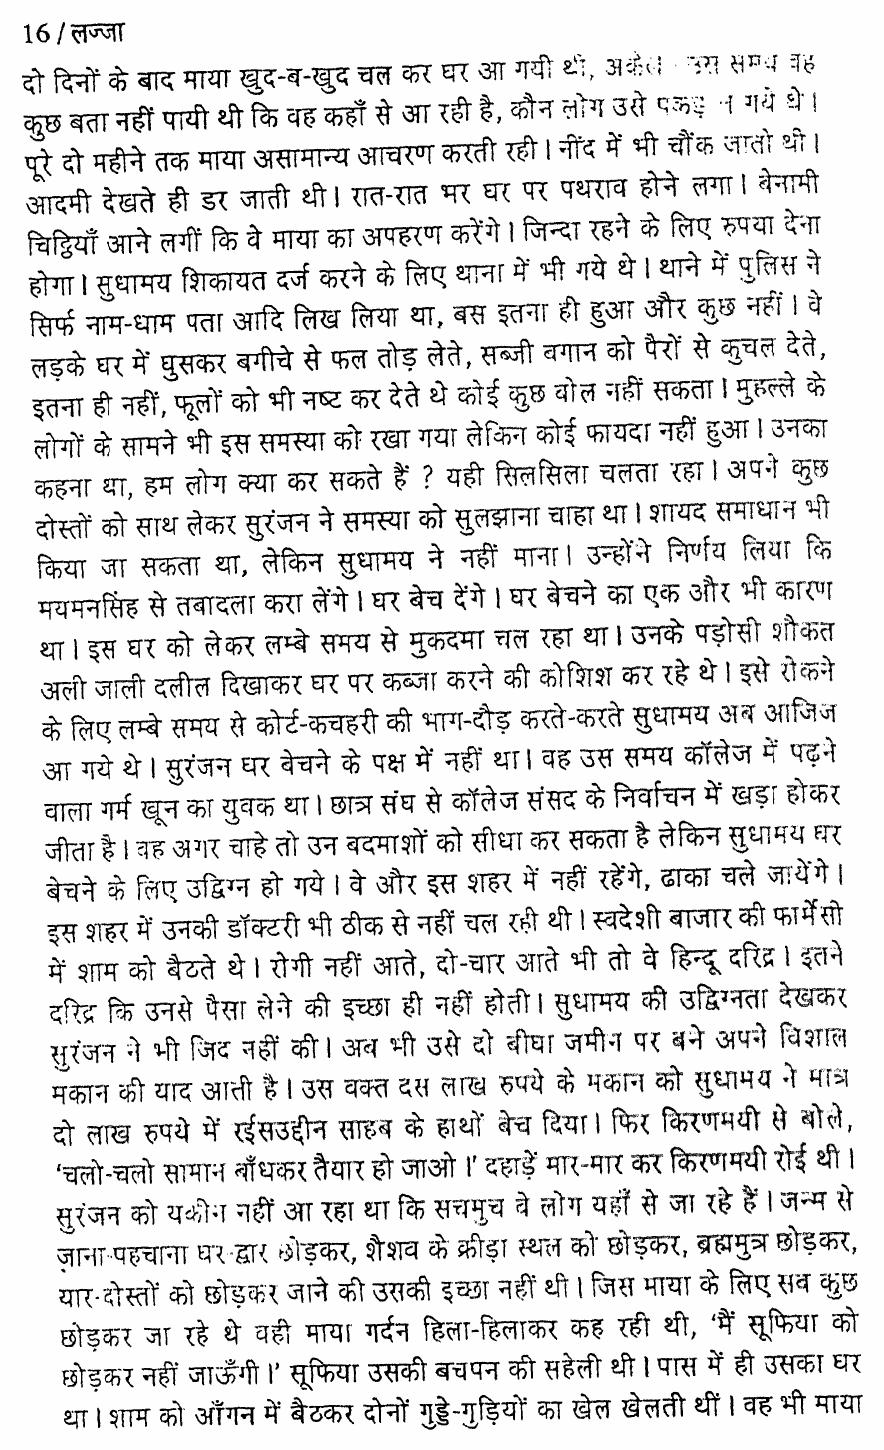 16 / लज्जा
दो दिनों के बाद माया खुद-ब-खुद चल कर घर आ गयी थी, अकेले उस समय वह
कुछ बता नहीं पायी थी कि वह कहाँ से आ रही है, कौन लोग उसे पकड़ गये थे।
पूरे दो महीने तक माया असामान्य आचरण करती रही। नींद में भी चौंक जाती थी।
आदमी देखते ही डर जाती थी। रात-रात भर घर पर पथराव होने लगा। बेनामी
चिट्ठियाँ आने लगीं कि वे माया का अपहरण करेंगे। जिन्दा रहने के लिए रुपया देना
होगा। सुधामय शिकायत दर्ज करने के लिए थाना में भी गये थे। थाने में पुलिस ने
सिर्फ नाम-धाम पता आदि लिख लिया था, बस इतना ही हुआ और कुछ नहीं। वे
लड़के घर में घुसकर बगीचे से फल तोड़ लेते, सब्जी बगान को पैरों से कुचल देते,
इतना ही नहीं, फूलों को भी नष्ट कर देते थे कोई कुछ बोल नहीं सकता। मुहल्ले के
लोगों के सामने भी इस समस्या को रखा गया लेकिन कोई फायदा नहीं हुआ। उनका
कहना था, हम लोग क्या कर सकते हैं ? यही सिलसिला चलता रहा। अपने कुछ
दोस्तों को साथ लेकर सुरंजन ने समस्या को सुलझाना चाहा था। शायद समाधान भी
किया जा सकता था, लेकिन सुधामय ने नहीं माना। उन्होंने निर्णय लिया कि
मयमनसिंह से तबादला करा लेंगे। घर बेच देंगे। घर बेचने का एक और भी कारण
था। इस घर को लेकर लम्बे समय से मुकदमा चल रहा था। उनके पड़ोसी शौकत
अली जाली दलील दिखाकर घर पर कब्जा करने की कोशिश कर रहे थे। इसे रोकने
के लिए लम्बे समय से कोर्ट-कचहरी की भाग-दौड़ करते-करते सुधामय अब आजिज
आ गये थे। सुरंजन घर बेचने के पक्ष में नहीं था। वह उस समय कॉलेज में पढ़ने
वाला गर्म खून का युवक था। छात्र संघ से कॉलेज संसद के निर्वाचन में खड़ा होकर
जीता है। वह अगर चाहे तो उन बदमाशों को सीधा कर सकता है लेकिन सुधामय घर
बेचने के लिए उद्विग्न हो गये। वे और इस शहर में नहीं रहेंगे, ढाका चले जायेंगे।
इस शहर में उनकी डॉक्टरी भी ठीक से नहीं चल रही थी। स्वदेशी बाजार की फार्मेसी
में शाम को बैठते थे। रोगी नहीं आते, दो-चार आते भी तो वे हिन्दू दरिद्र। इतने
दरिद्र कि उनसे पैसा लेने की इच्छा ही नहीं होती। सुधामय की उद्विग्नता देखकर
सुरंजन ने भी जिद नहीं की। अब भी उसे दो बीघा जमीन पर बने अपने विशाल
मकान की याद आती है। उस वक्त दस लाख रुपये के मकान को सुधामय ने मात्र
दो लाख रुपये में रईसउद्दीन साहब के हाथों बेच दिया। फिर किरणमयी से बोले,
'चलो-चलो सामान बाँधकर तैयार हो जाओ।' दहाड़ें मार-मार कर किरणमयी रोई थी।
सुरंजन को यकीन नहीं आ रहा था कि सचमुच वे लोग यहाँ से जा रहे हैं। जन्म से
ज़ाना-पहचाना घर-द्वार छोड़कर, शैशव के क्रीड़ा स्थल को छोड़कर, ब्रह्ममुत्र छोड़कर,
यार-दोस्तों को छोड़कर जाने की उसकी इच्छा नहीं थी। जिस माया के लिए सब कुछ
छोड़कर जा रहे थे वही माया गर्दन हिला-हिलाकर कह रही थी, 'मैं सूफिया को
छोड़कर नहीं जाऊँगी।' सूफिया उसकी बचपन की सहेली थी। पास में ही उसका घर
था। शाम को आँगन में बैठकर दोनों गुड्डे-गुड़ियों का खेल खेलती थीं। वह भी माया